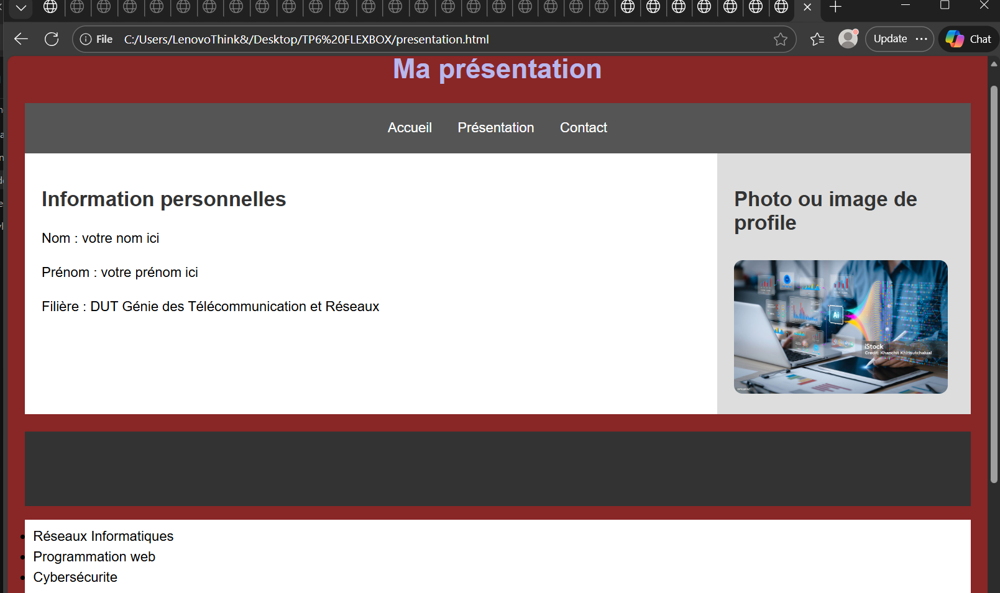 File C:/Users/LenovoThink&/Desktop/TP6%20FLEXBOX/presentation.html
Update
Chat
Ma présentation
Accueil Présentation Contact
Information personnelles
Nom : votre nom ici
Prénom : votre prénom ici
Filière : DUT Génie des Télécommunication et Réseaux
Photo ou image de
profile
Ai
iStock
Credit: Khanchit Khirisutchalual
Réseaux Informatiques
Programmation web
Cybersécurite